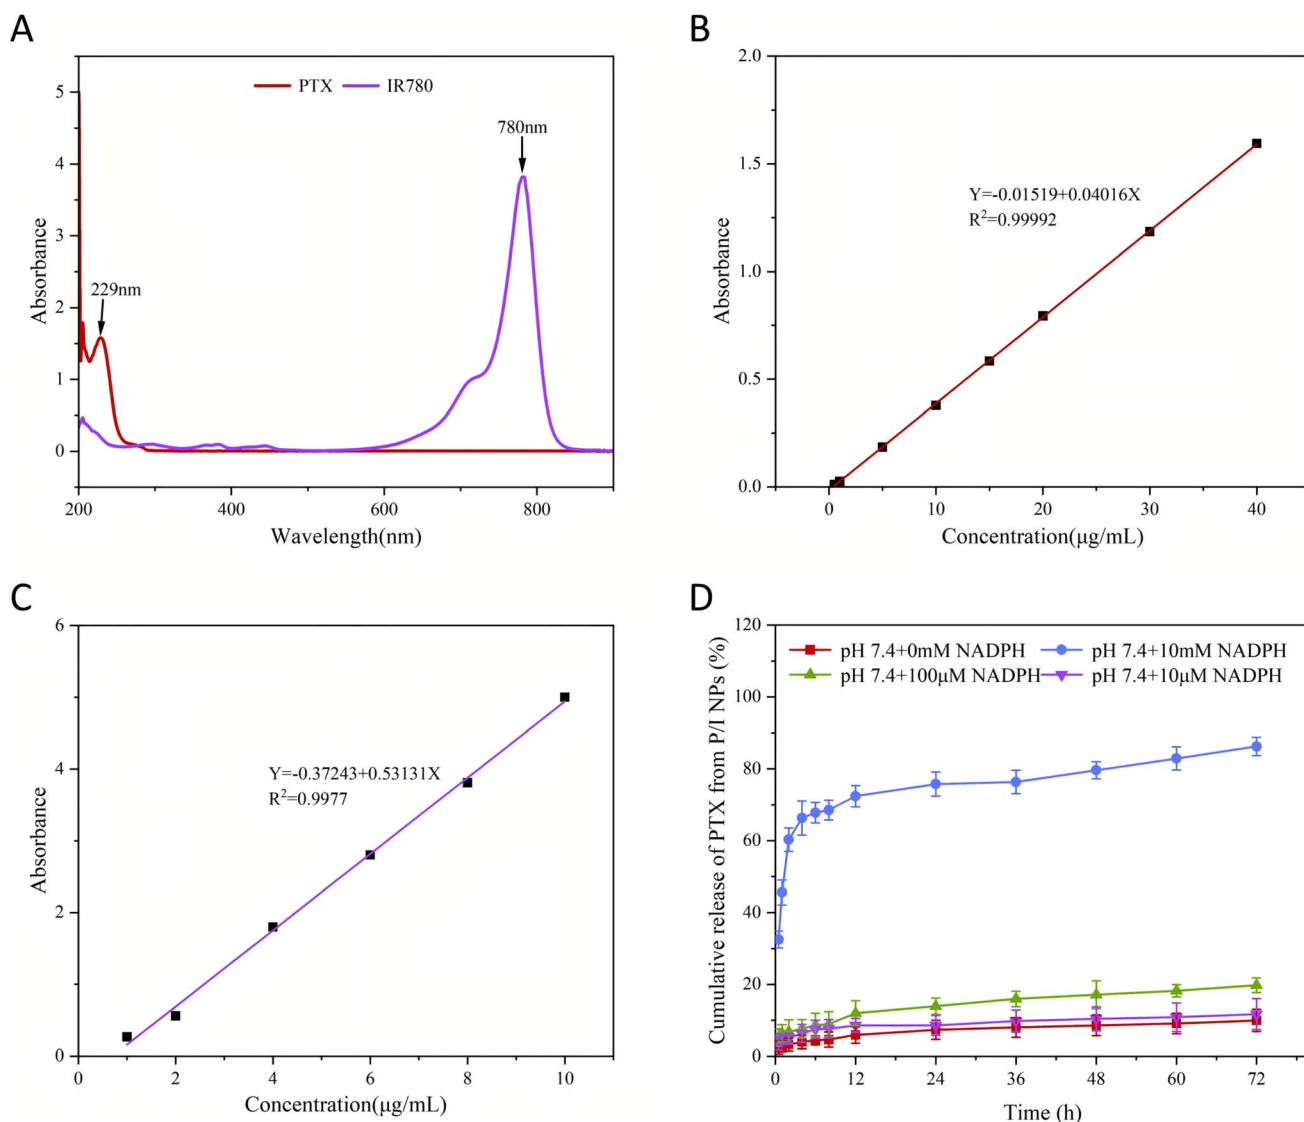 A
PTX IR780
780nm
229nm
5
4
3
2
1
0
200 400 600 800
Wavelength(nm)
Absorbance
B
2.0
1.5
1.0
0.5
0.0
Y=-0.01519+0.04016X
R²=0.99992
0 10 20 30 40
Concentration(μg/mL)
Absorbance
C
6
4
2
0
Y=-0.37243+0.53131X
R²=0.9977
0 2 4 6 8 10
Concentration(μg/mL)
Absorbance
D
120
100
80
60
40
20
0
pH 7.4+0mM NADPH pH 7.4+10mM NADPH
pH 7.4+100μM NADPH pH 7.4+10μM NADPH
0 12 24 36 48 60 72
Time (h)
Cumulative release of PTX from P/I NPs (%)